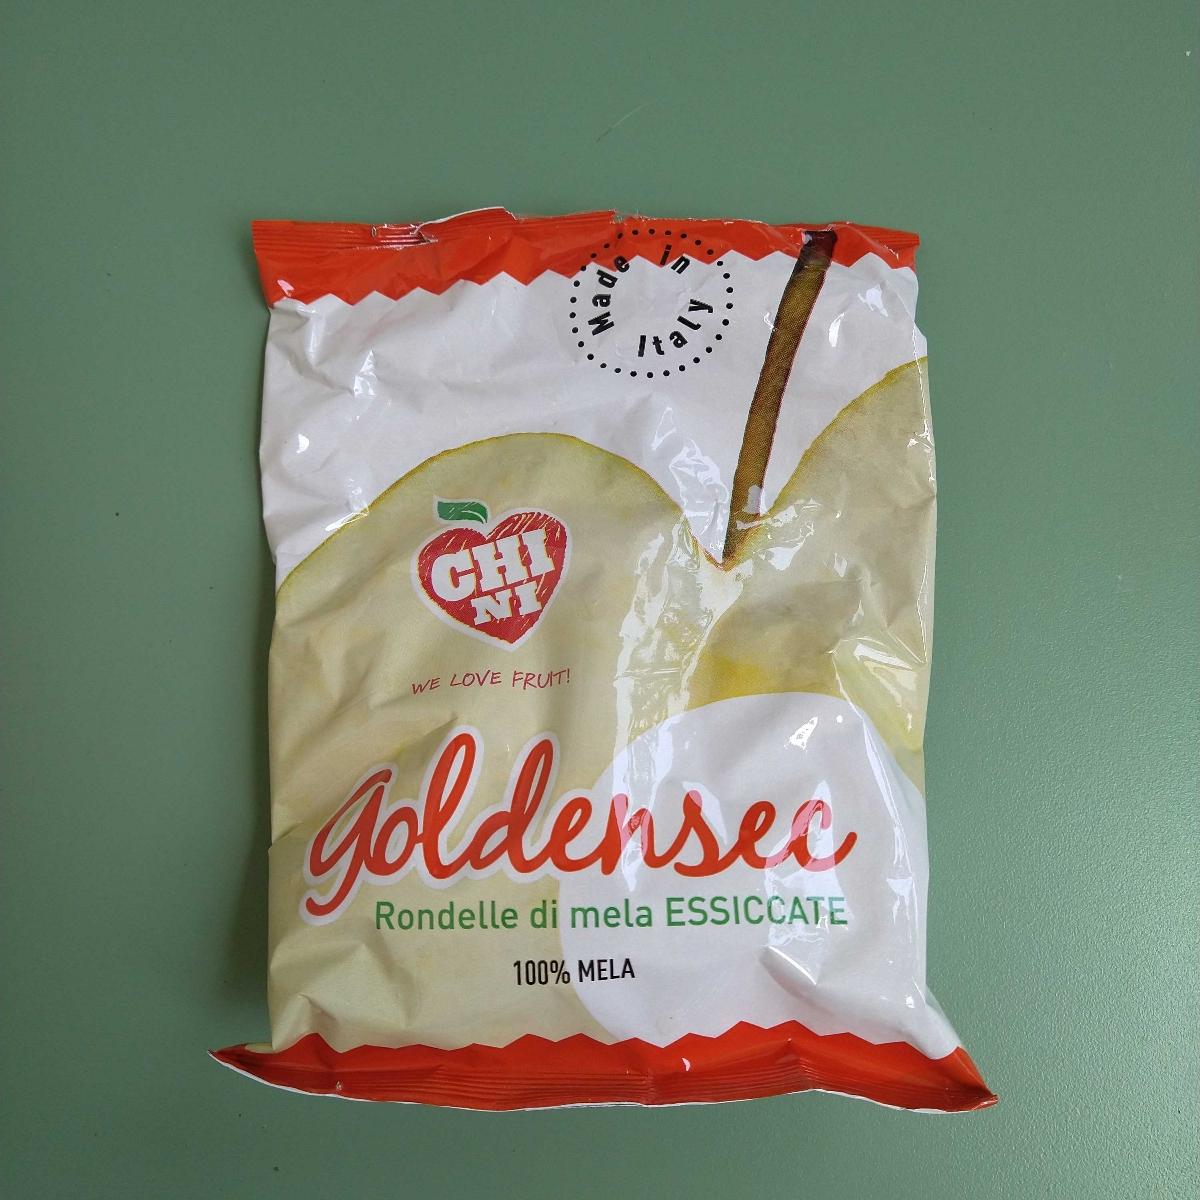 Made in
Italy
CHI
NI
WE LOVE FRUIT!
Goldensec
Rondelle di mela ESSICCATE
100% MELA